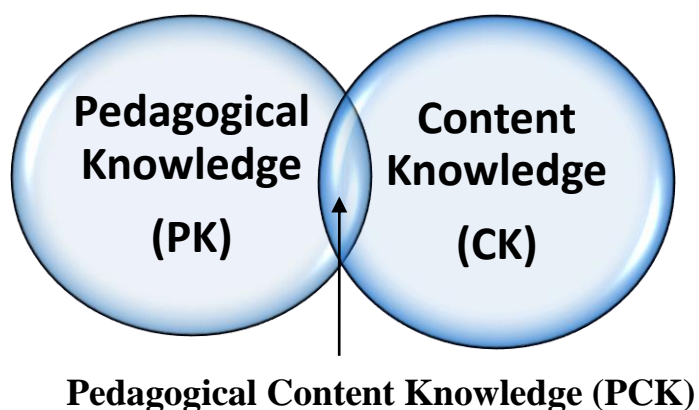 Pedagogical
Knowledge
(PK)
Content
Knowledge
(CK)
Pedagogical Content Knowledge (PCK)